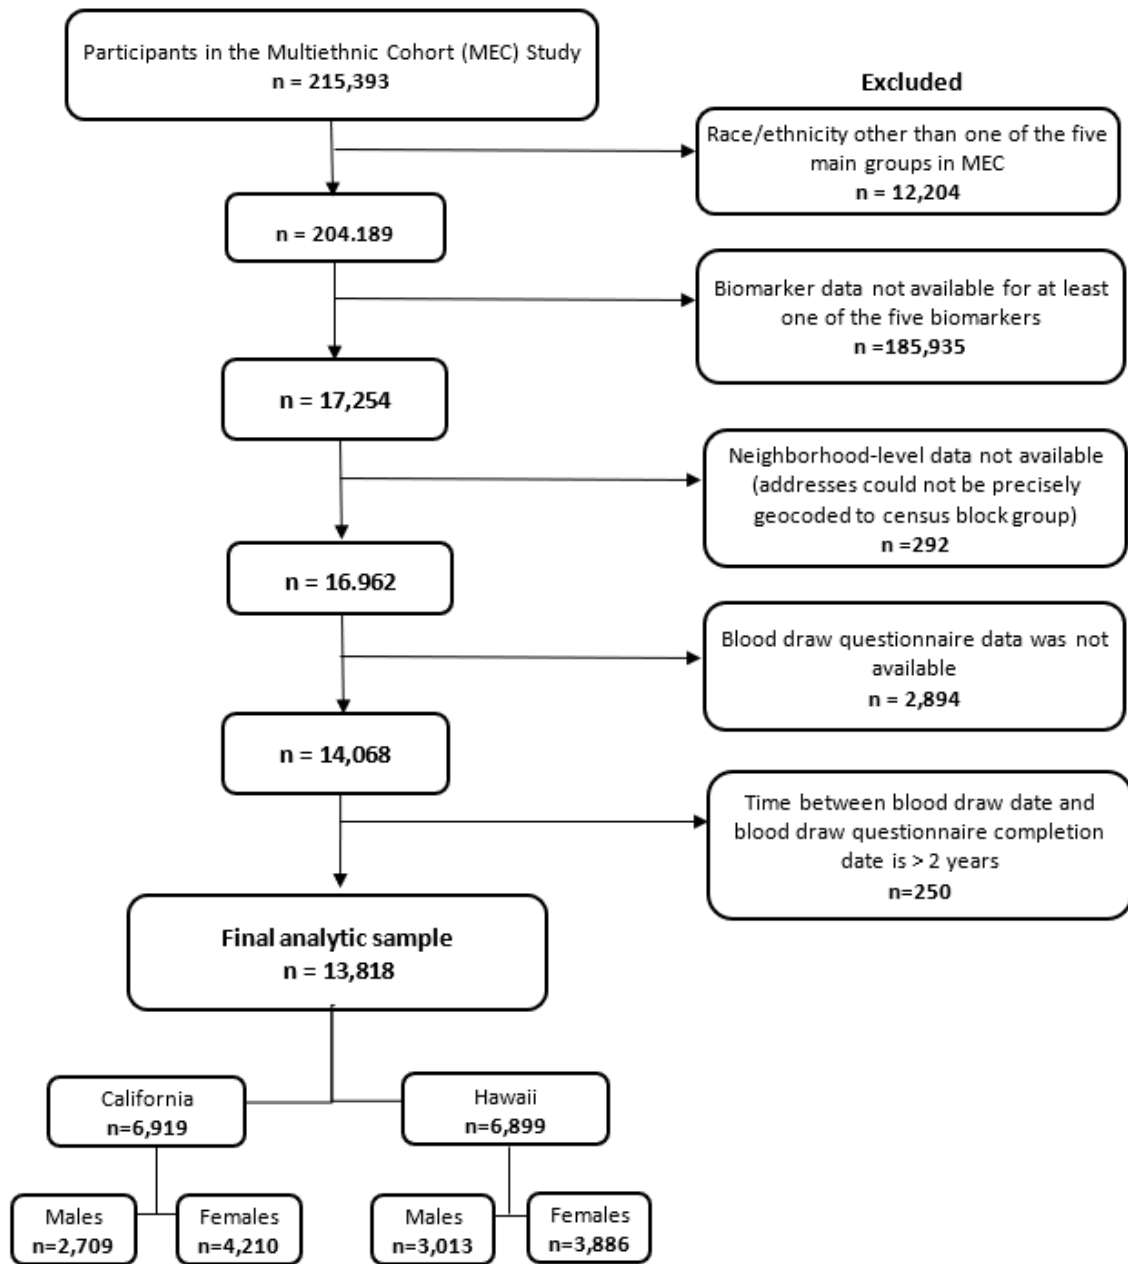 Participants in the Multiethnic Cohort (MEC) Study
n = 215,393
Excluded
Race/ethnicity other than one of the five
main groups in MEC
n = 12,204
n = 204.189
Biomarker data not available for at least
one of the five biomarkers
n =185,935
n = 17,254
Neighborhood-level data not available
(addresses could not be precisely
geocoded to census block group)
n =292
n = 16.962
Blood draw questionnaire data was not
available
n = 2,894
n = 14,068
Time between blood draw date and
blood draw questionnaire completion
date is > 2 years
n=250
Final analytic sample
n = 13,818
California
n=6,919
Hawaii
n=6,899
Males
n=2,709
Females
n=4,210
Males
n=3,013
Females
n=3,886